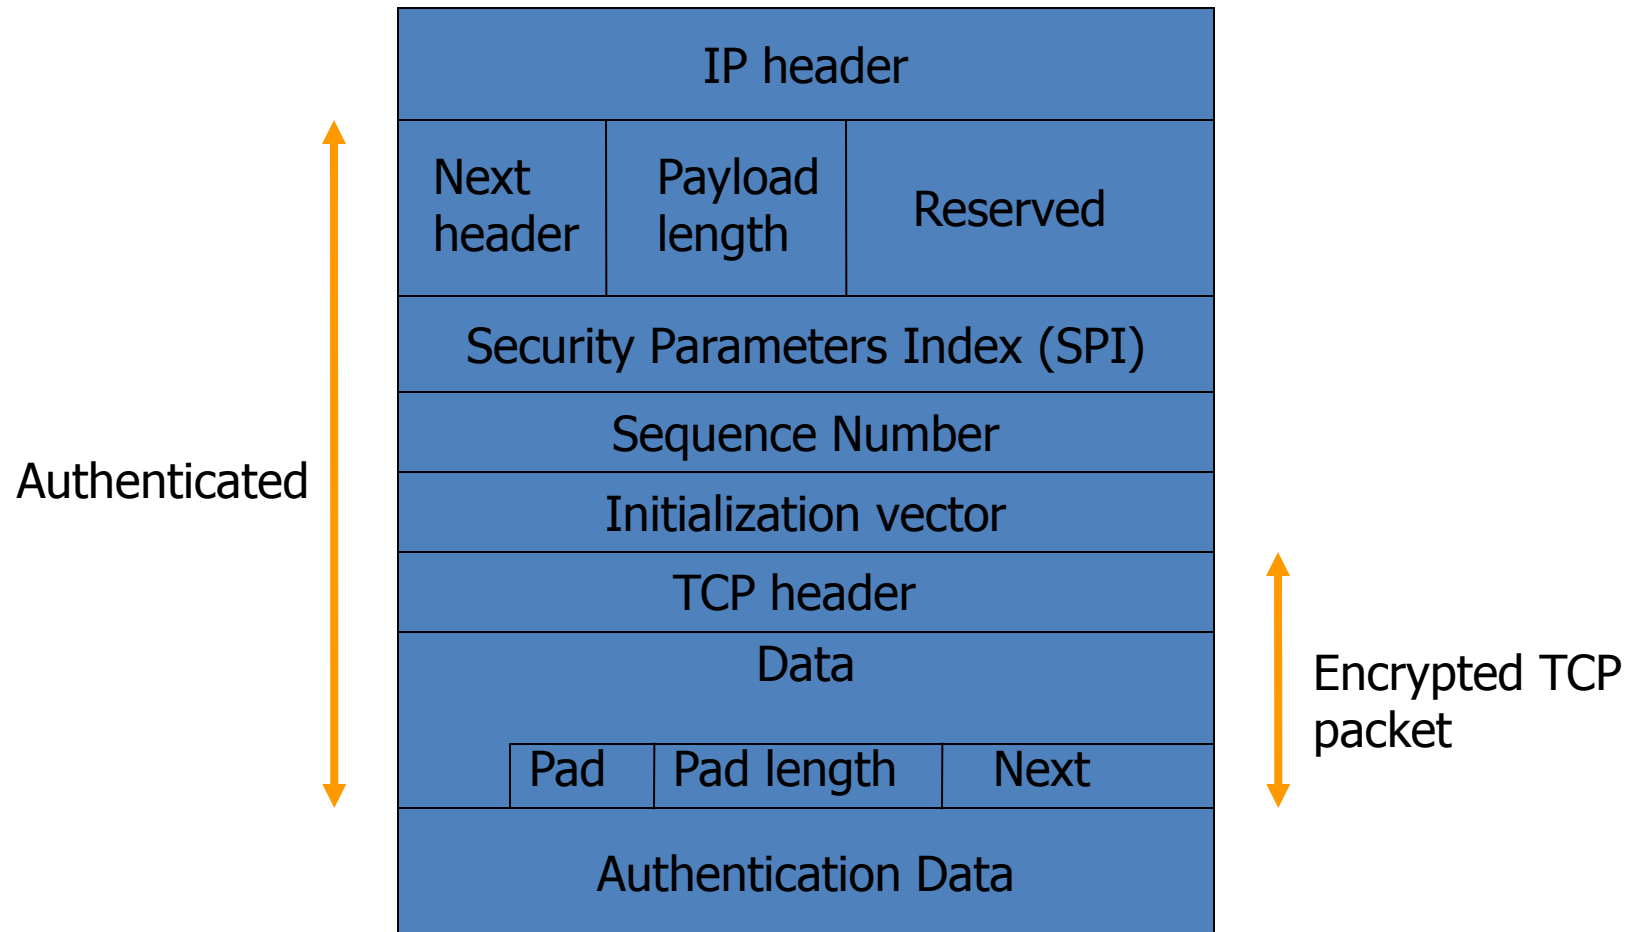 IP header
Next
header
Payload
length
Reserved
Security Parameters Index (SPI)
Sequence Number
Authenticated
Initialization vector
TCP header
Data
Encrypted TCP
packet
Pad
Pad length
Next
Authentication Data